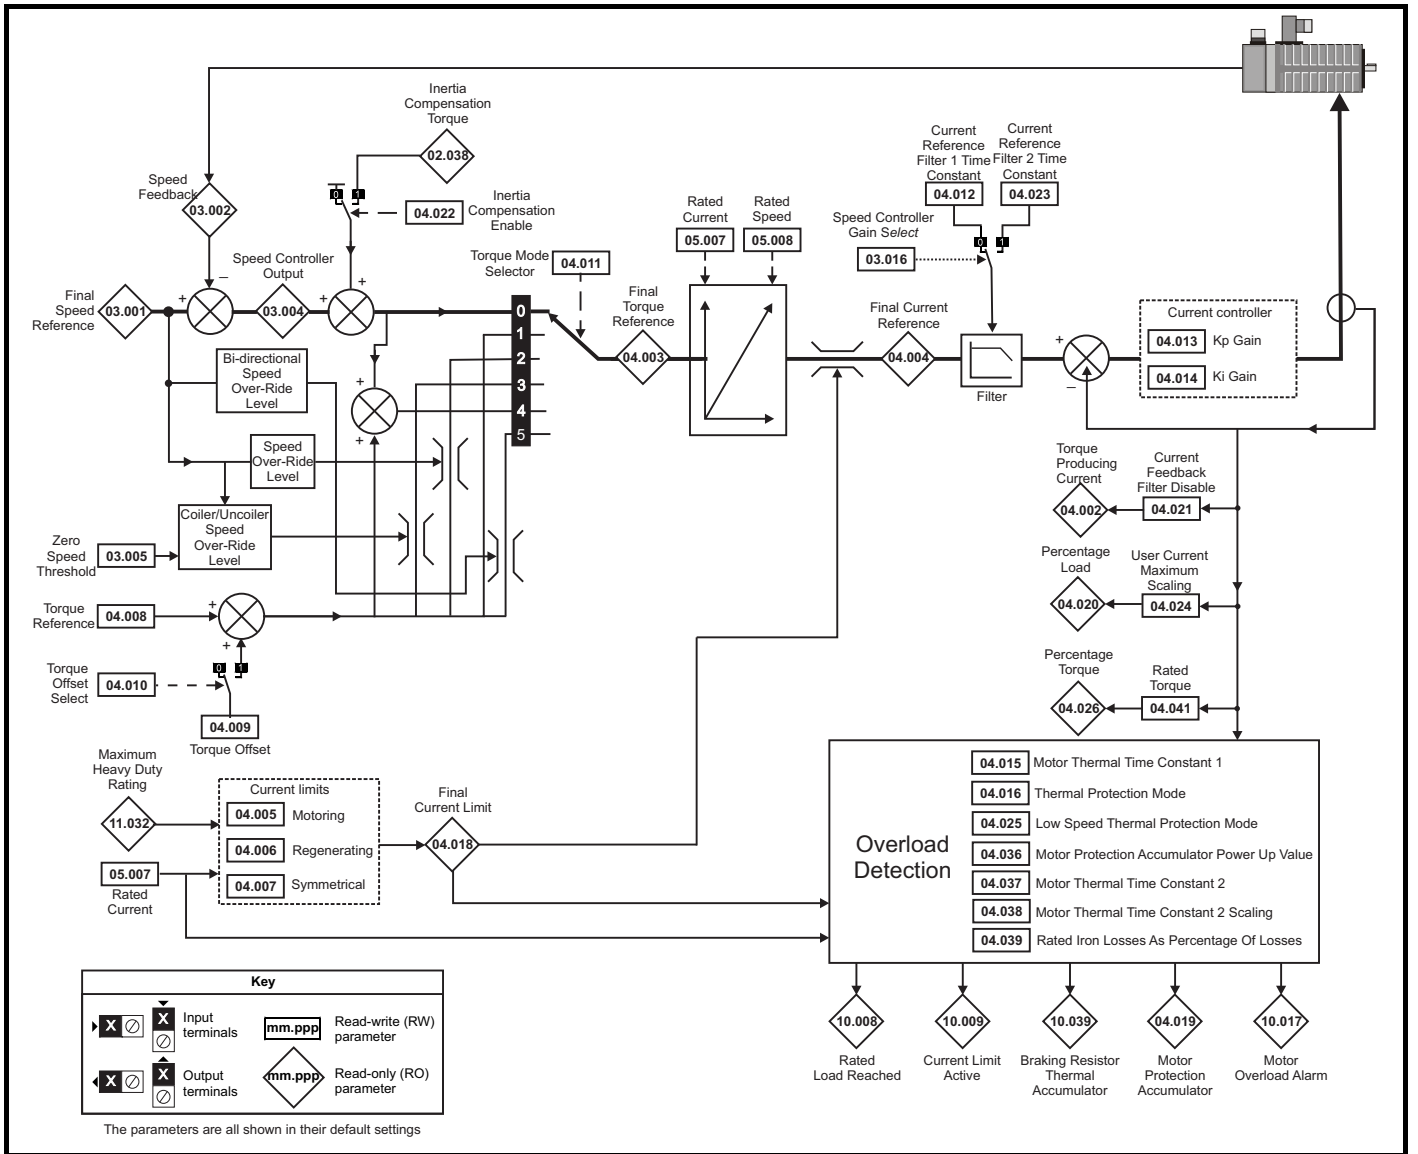 Inertia
Compensation
Torque
02.038
0 1
04.022
Inertia
Compensation
Enable
Speed
Feedback
03.002
Final
Speed
Reference
03.001
+
–
Speed Controller
Output
03.004
+
+
Torque Mode
Selector
04.011
0
1
2
3
4
5
Bi-directional
Speed
Over-Ride
Level
+
+
Speed
Over-Ride
Level
Coiler/Uncoiler
Speed
Over-Ride
Level
Zero
Speed
Threshold
03.005
Torque
Reference
04.008
+
+
0 1
Torque
Offset
Select
04.010
04.009
Torque Offset
Final
Torque
Reference
04.003
Rated
Current
05.007
Rated
Speed
05.008
Final Current
Reference
04.004
Current
Reference
Filter 1 Time
Constant
04.012
Current
Reference
Filter 2 Time
Constant
04.023
0 1
Speed Controller
Gain Select
03.016
Filter
+
–
Current controller
04.013 Kp Gain
04.014 Ki Gain
Torque
Producing
Current
04.002
Current
Feedback
Filter Disable
04.021
Percentage
Load
04.020
User Current
Maximum
Scaling
04.024
Percentage
Torque
04.026
Rated
Torque
04.041
Maximum
Heavy Duty
Rating
11.032
05.007
Rated
Current
Current limits
04.005 Motoring
04.006 Regenerating
04.007 Symmetrical
Final
Current Limit
04.018
Overload
Detection
04.015 Motor Thermal Time Constant 1
04.016 Thermal Protection Mode
04.025 Low Speed Thermal Protection Mode
04.036 Motor Protection Accumulator Power Up Value
04.037 Motor Thermal Time Constant 2
04.038 Motor Thermal Time Constant 2 Scaling
04.039 Rated Iron Losses As Percentage Of Losses
10.008
Rated
Load Reached
10.009
Current Limit
Active
10.039
Braking Resistor
Thermal
Accumulator
04.019
Motor
Protection
Accumulator
10.017
Motor
Overload Alarm
Key
X
X
Input
terminals
mm.ppp
Read-write (RW)
parameter
X
X
Output
terminals
mm.ppp
Read-only (RO)
parameter
The parameters are all shown in their default settings